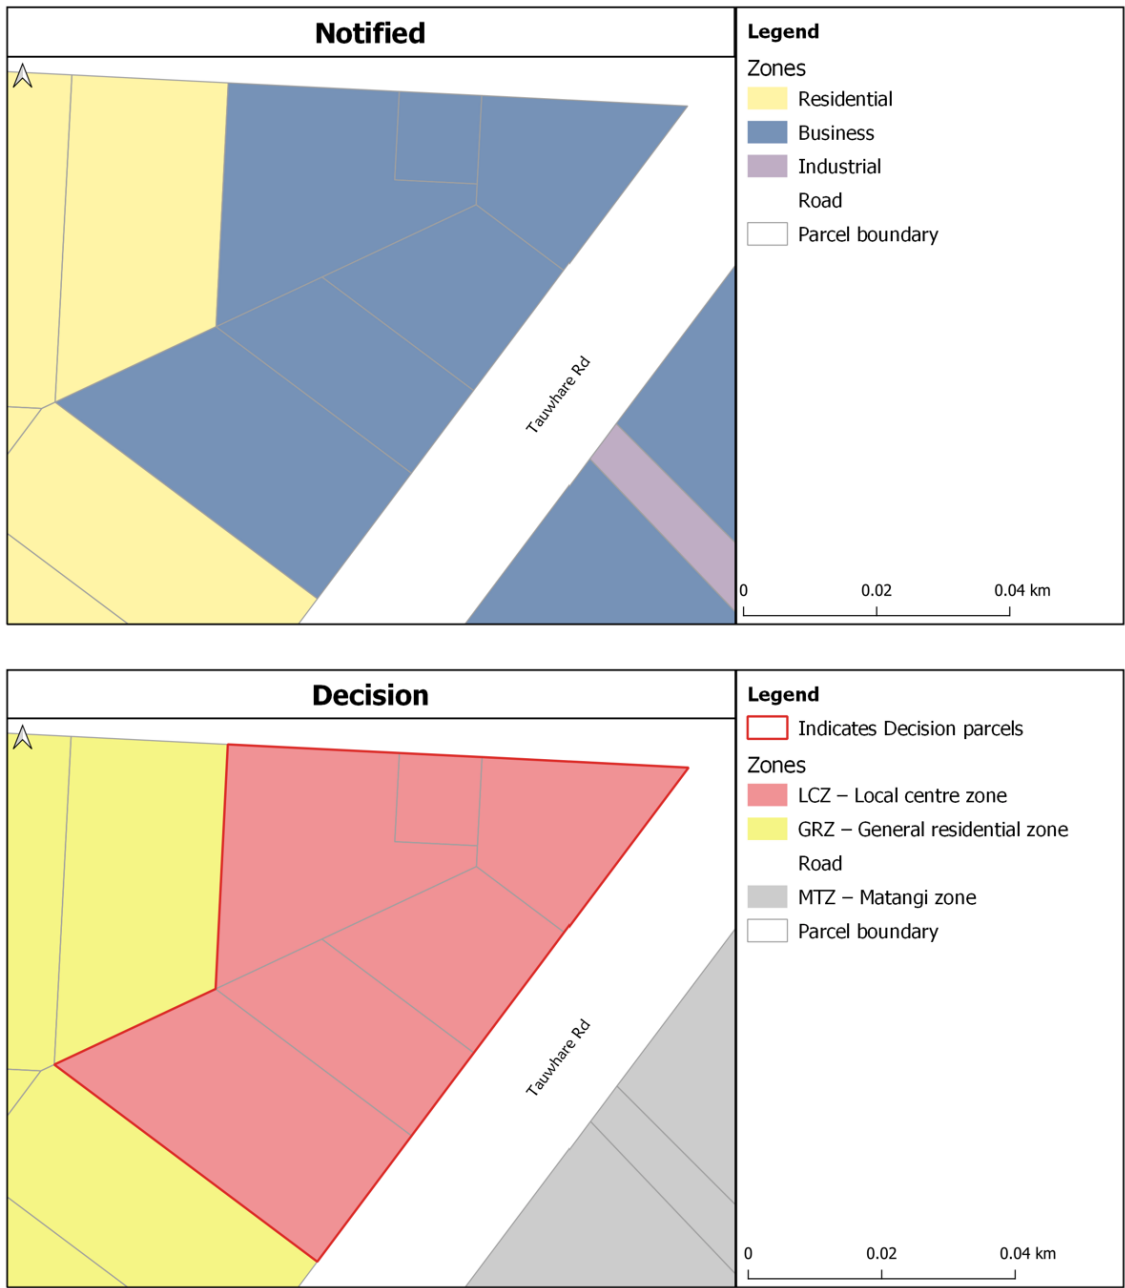 Notified
Legend
Zones
Residential
Business
Industrial
Road
Parcel boundary
Tauwhare Rd
0 0.02 0.04 km
Decision
Legend
Indicates Decision parcels
Zones
LCZ – Local centre zone
GRZ – General residential zone
Road
MTZ – Matangi zone
Parcel boundary
Tauwhare Rd
0 0.02 0.04 km